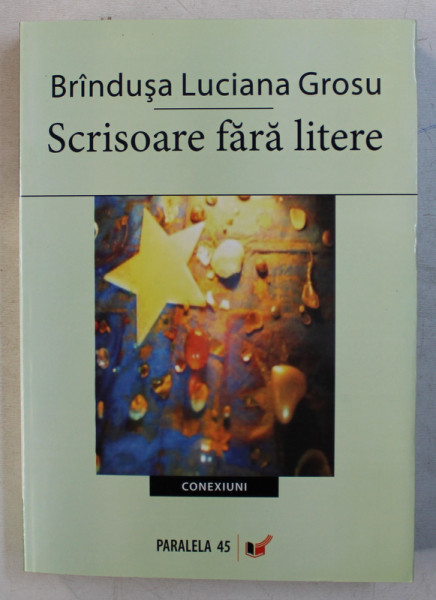 Brîndușa Luciana Grosu
Scrisoare fără litere
CONEXIUNI
PARALELA 45